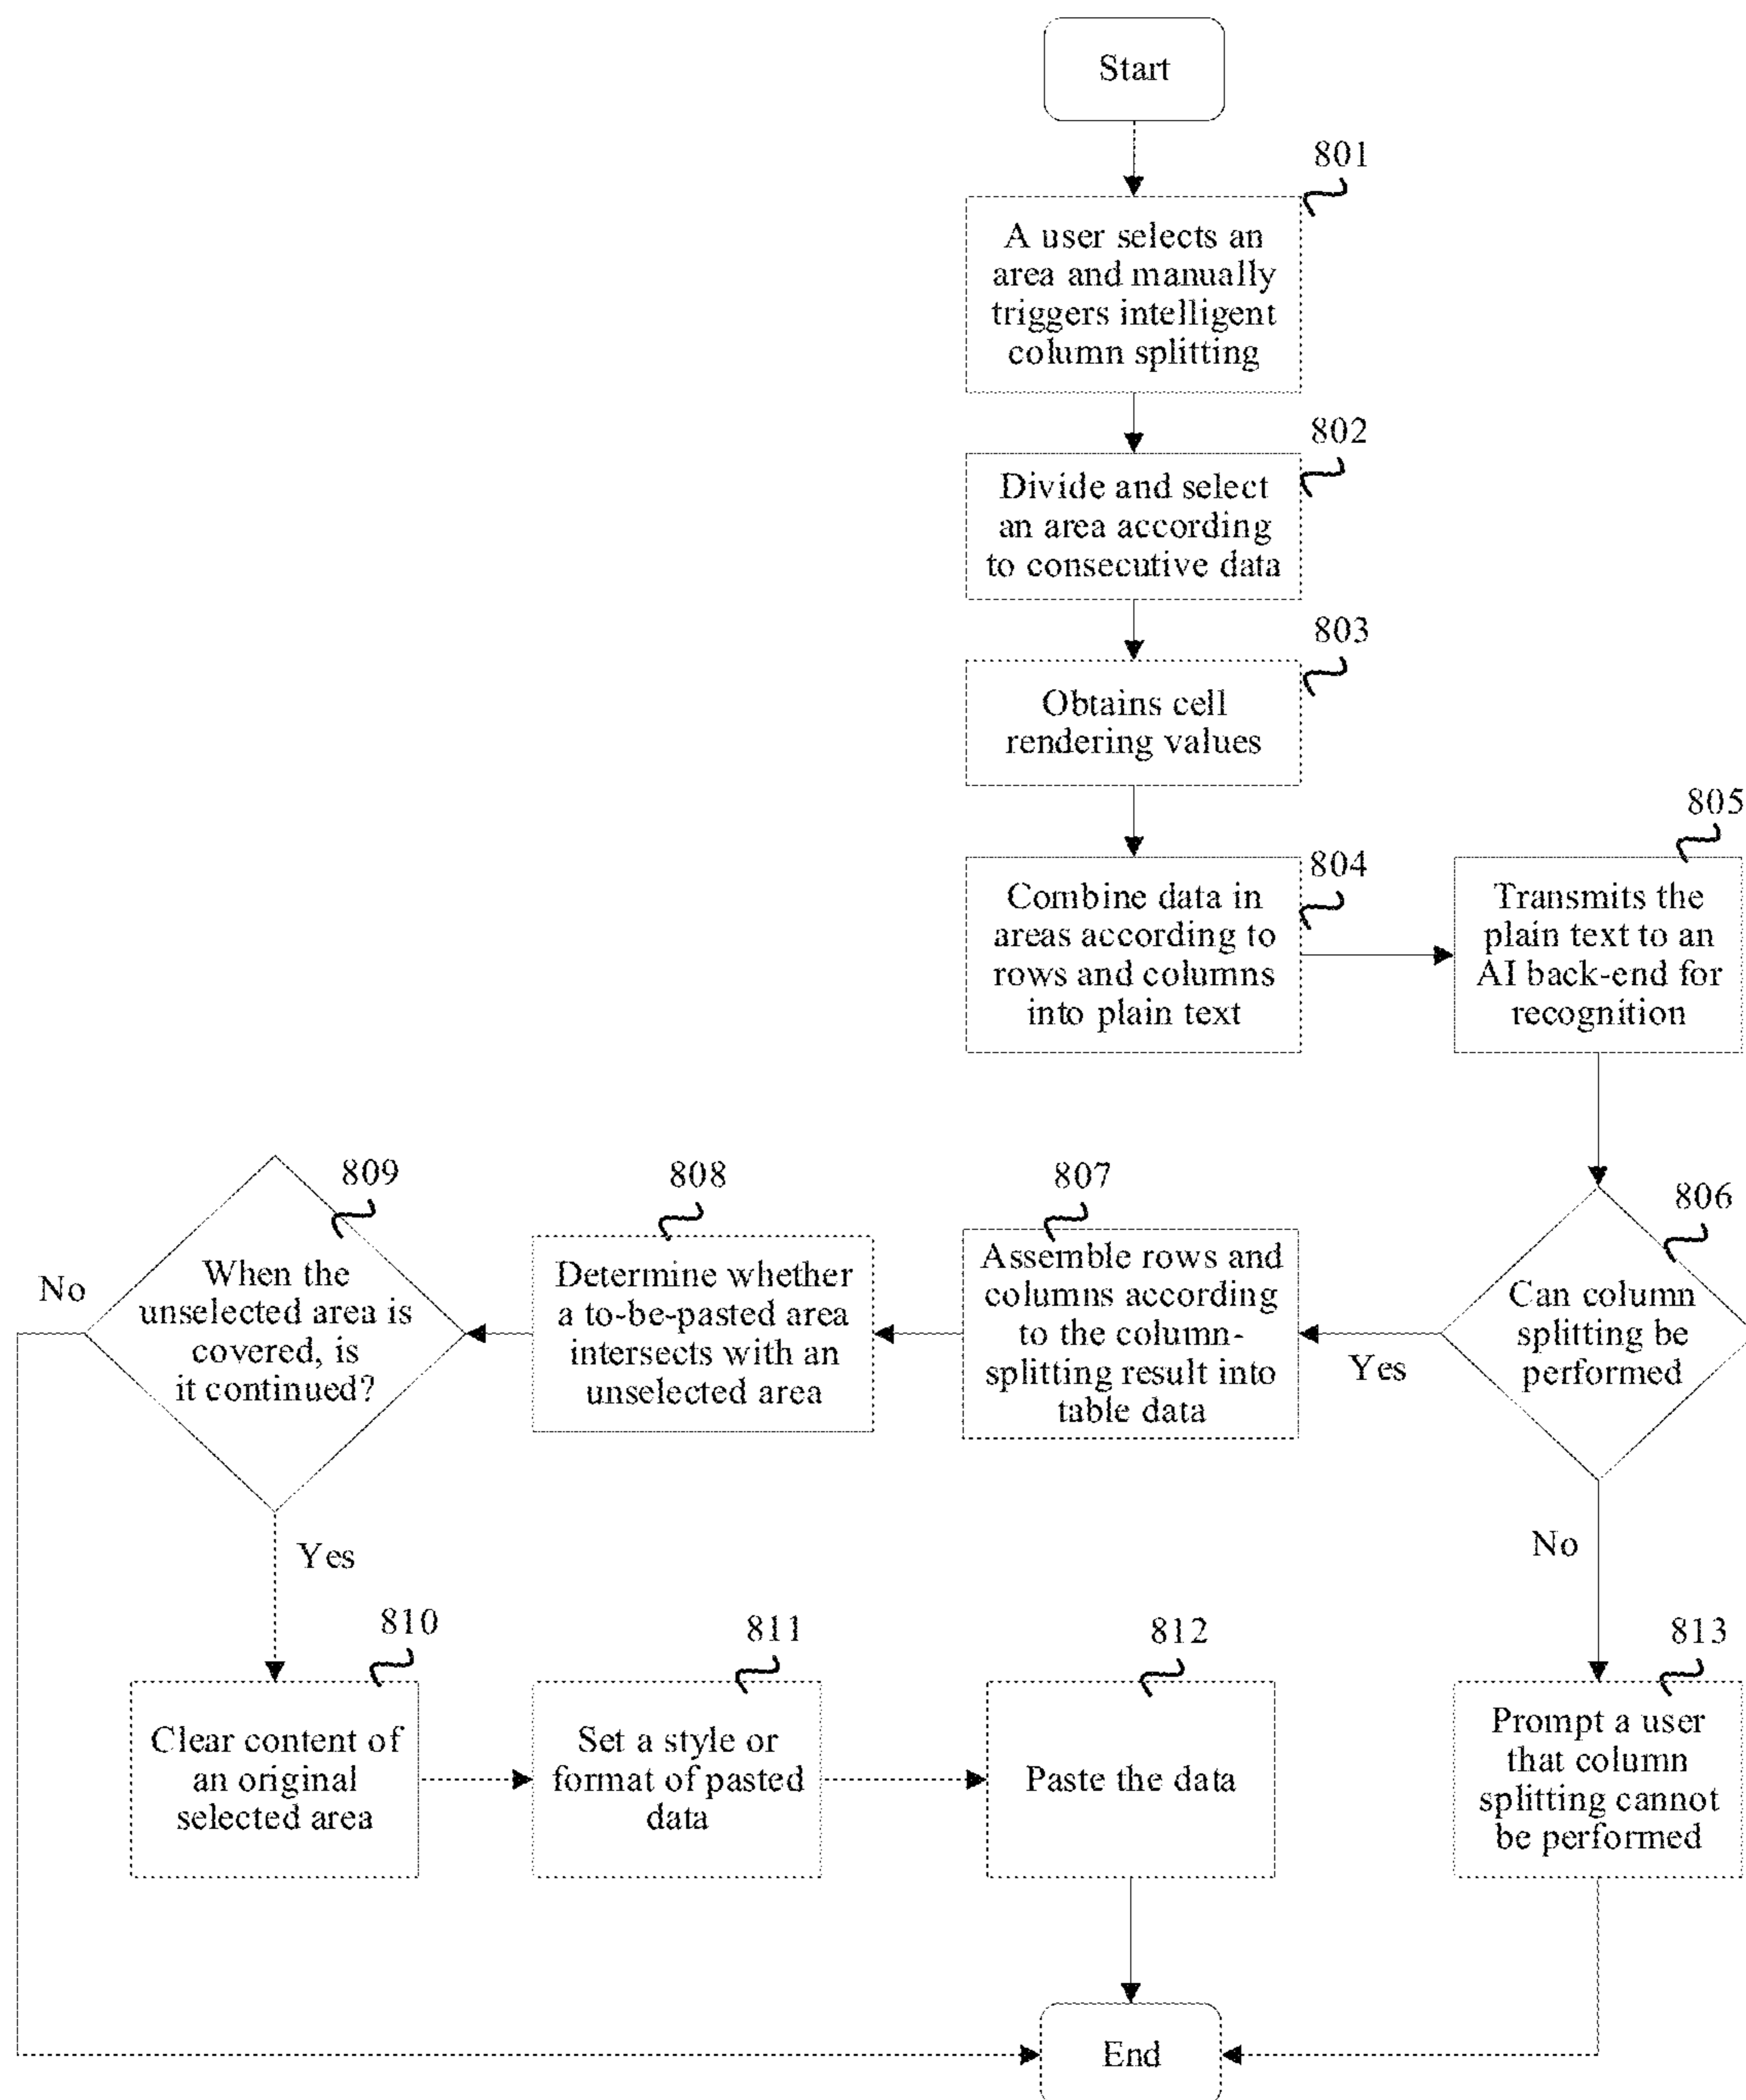 Start
801
A user selects an
area and manually
triggers intelligent
column splitting
802
Divide and select
an area according
to consecutive data
803
Obtains cell
rendering values
804
Combine data in
areas according to
rows and columns
into plain text
805
Transmits the
plain text to an
AI back-end for
recognition
806
Can column
splitting be
performed
Yes
No
807
Assemble rows and
columns according
to the column-
splitting result into
table data
808
Determine whether
a to-be-pasted area
intersects with an
unselected area
809
When the
unselected area is
covered, is
it continued?
No
Yes
810
Clear content of
an original
selected area
811
Set a style or
format of pasted
data
812
Paste the data
813
Prompt a user
that column
splitting cannot
be performed
End